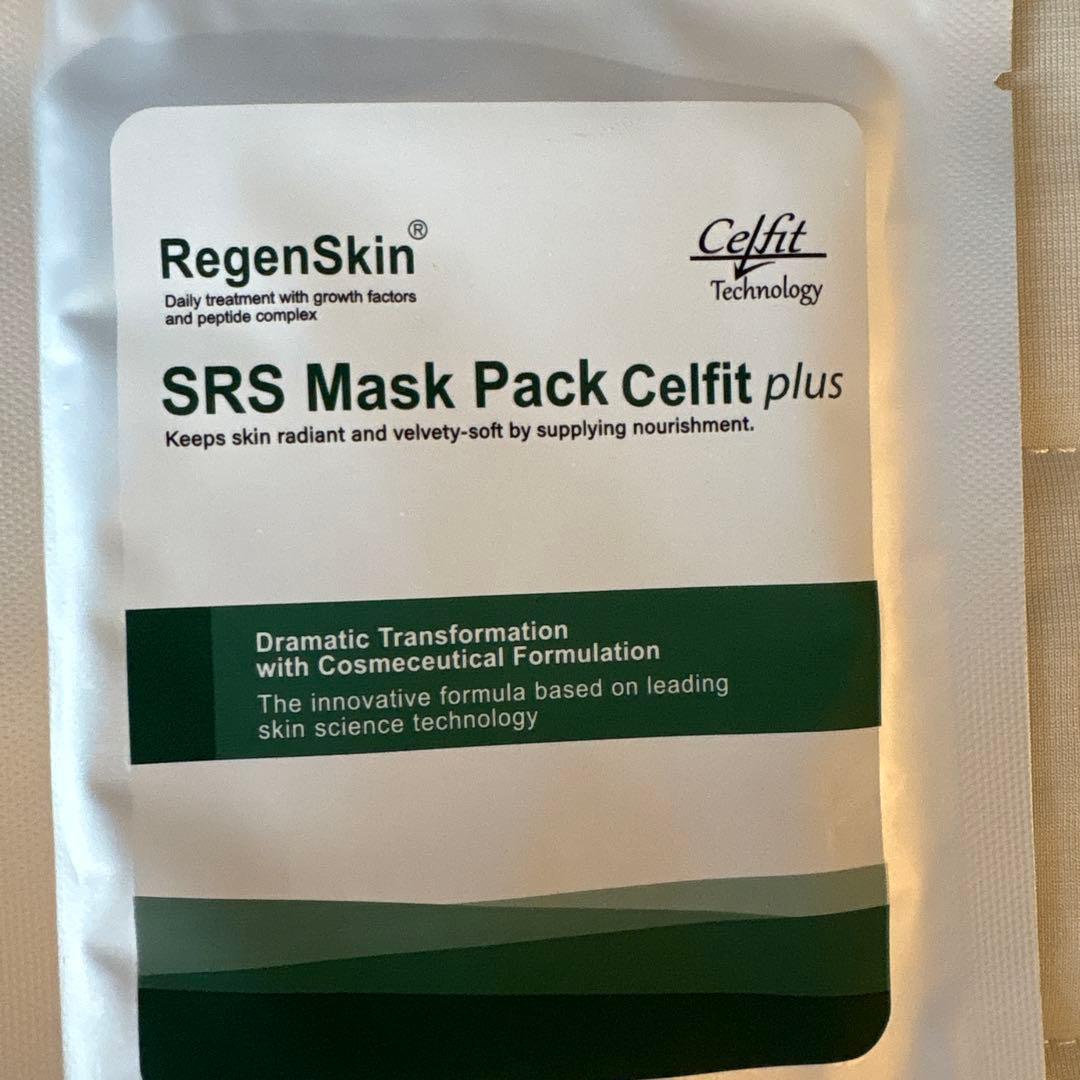 RegenSkin®
Daily treatment with growth factors
and peptide complex
Celfit
Technology
SRS Mask Pack Celfit plus
Keeps skin radiant and velvety-soft by supplying nourishment.
Dramatic Transformation
with Cosmeceutical Formulation
The innovative formula based on leading
skin science technology